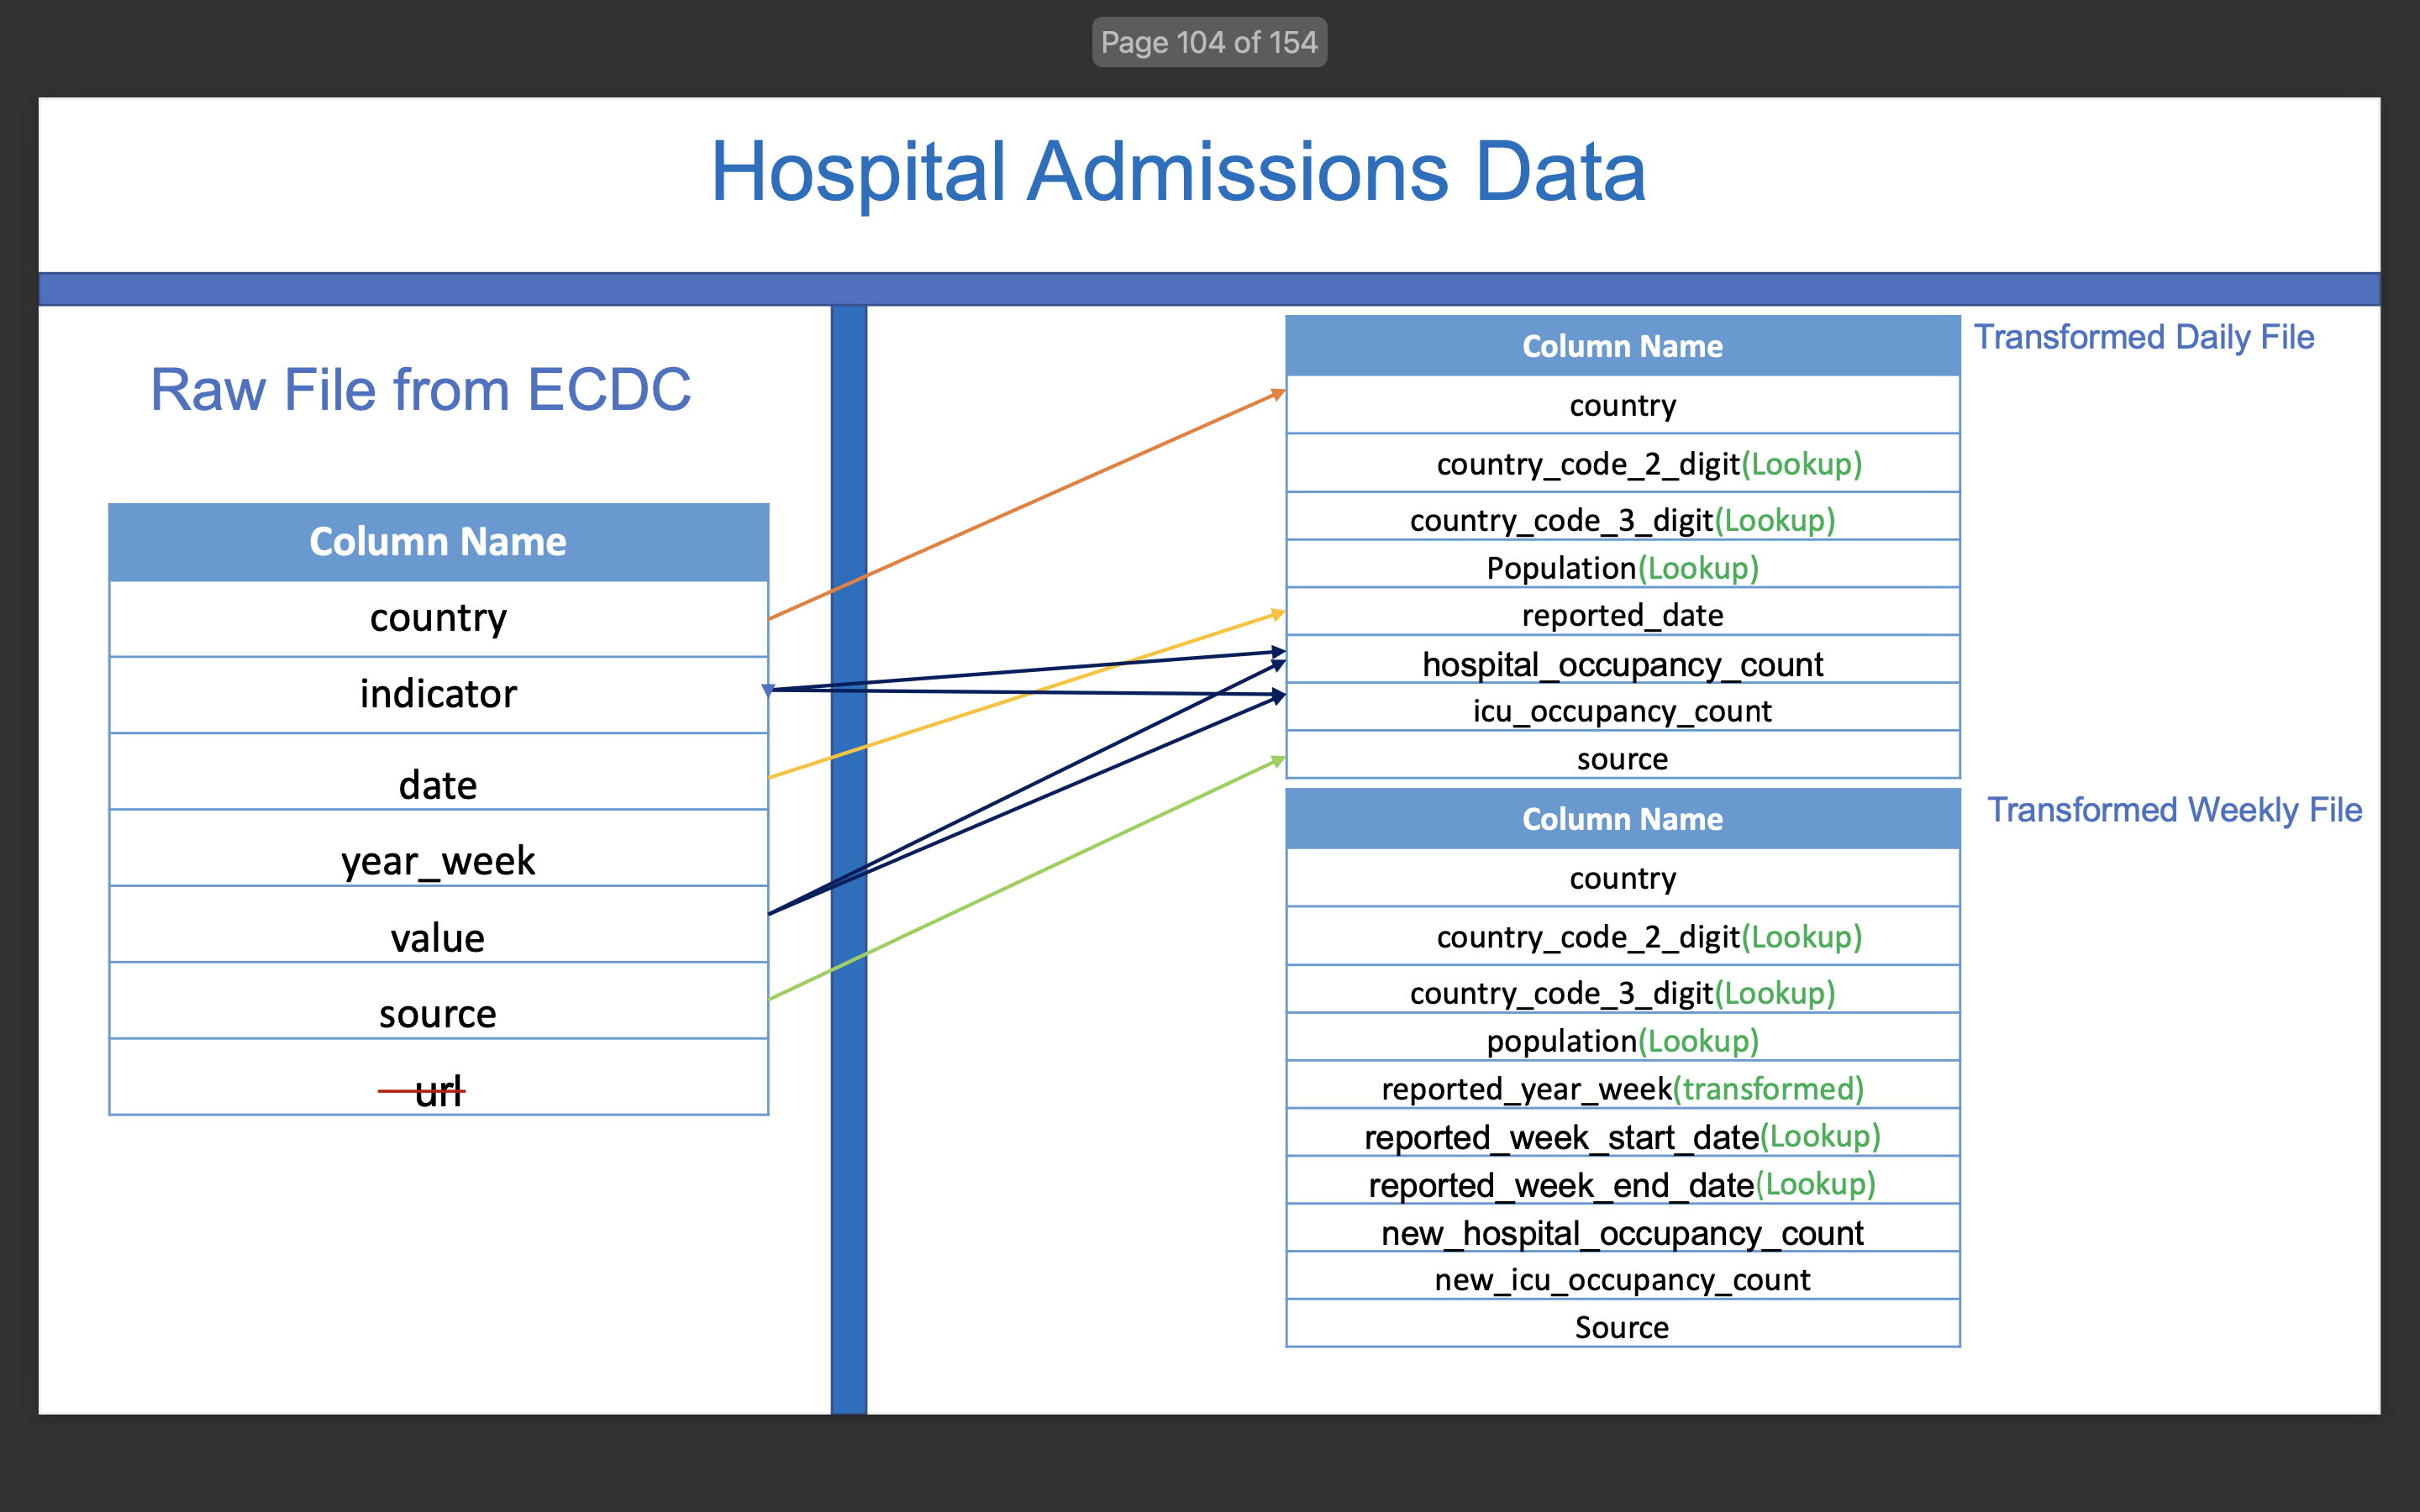 Page 104 of 154
Hospital Admissions Data
Raw File from ECDC
Column Name
country
indicator
date
year_week
value
source
url
Transformed Daily File
Column Name
country
country_code_2_digit(Lookup)
country_code_3_digit(Lookup)
Population(Lookup)
reported_date
hospital_occupancy_count
icu_occupancy_count
source
Transformed Weekly File
Column Name
country
country_code_2_digit(Lookup)
country_code_3_digit(Lookup)
population(Lookup)
reported_year_week(transformed)
reported_week_start_date(Lookup)
reported_week_end_date(Lookup)
new_hospital_occupancy_count
new_icu_occupancy_count
Source